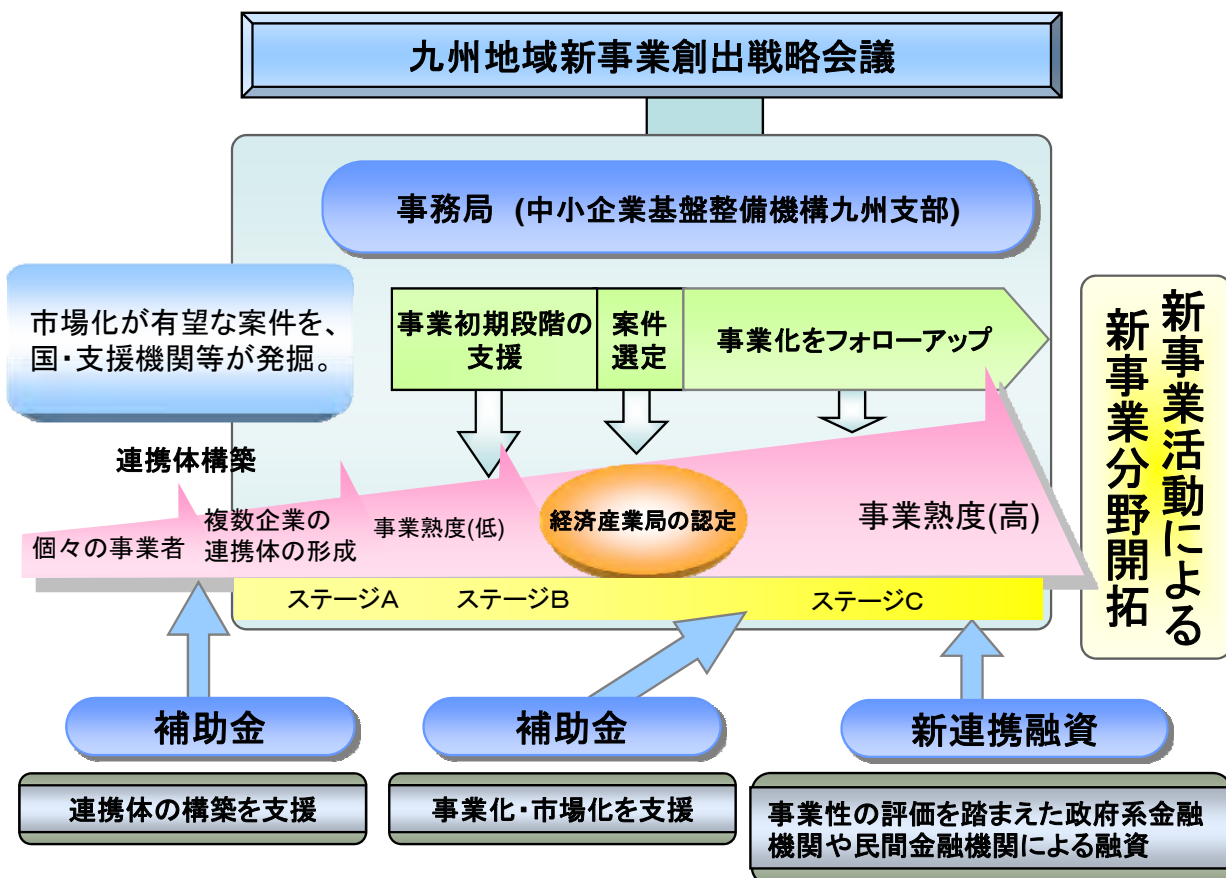 九州地域新事業創出戦略会議
事務局 (中小企業基盤整備機構九州支部)
市場化が有望な案件を、
国・支援機関等が発掘。
事業初期段階の
支援
案件
選定
事業化をフォローアップ
新事業活動による
新事業分野開拓
連携体構築
個々の事業者
複数企業の
連携体の形成
事業熟度(低)
経済産業局の認定
事業熟度(高)
ステージA
ステージB
ステージC
補助金
連携体の構築を支援
補助金
事業化・市場化を支援
新連携融資
事業性の評価を踏まえた政府系金融
機関や民間金融機関による融資